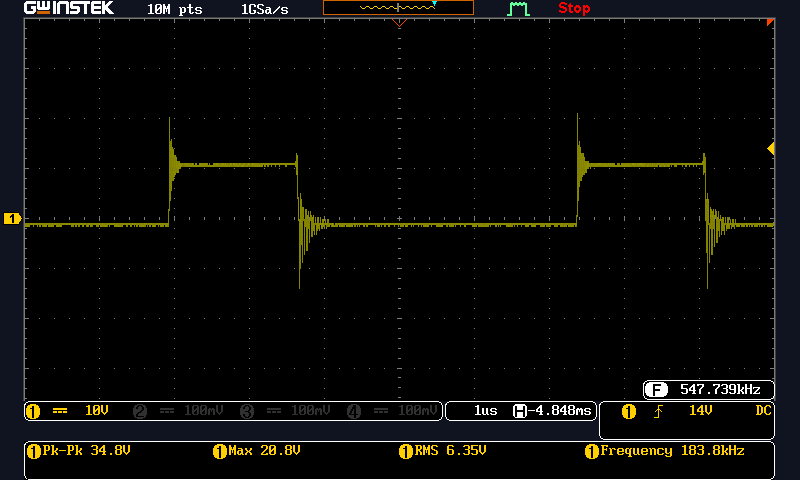 GWINSTEK 10M pts 1GSa/s Stop
1
F 547.739kHz
1 10V 2 100mV 3 100mV 4 100mV 1us H -4.848ms 1 14V DC
1 Pk-Pk 34.8V 1 Max 20.8V 1 RMS 6.35V 1 Frequency 183.8kHz